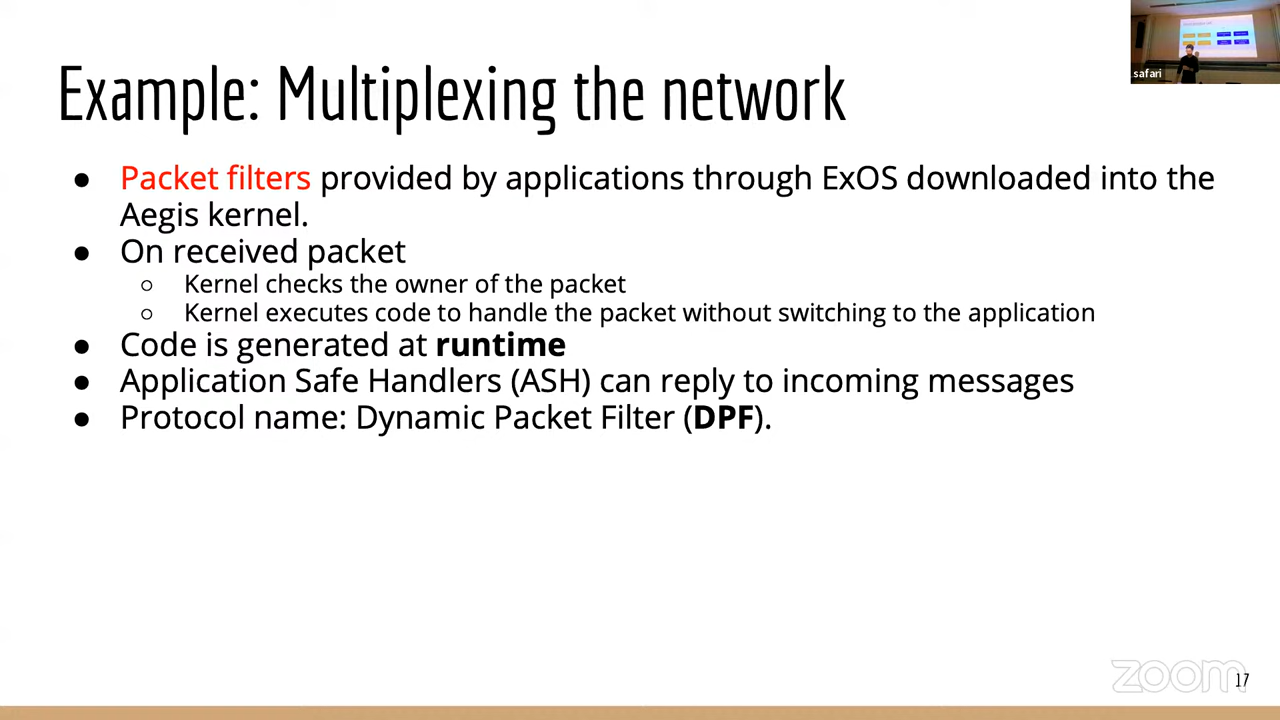 safari
Example: Multiplexing the network
● Packet filters provided by applications through ExOS downloaded into the
Aegis kernel.
● On received packet
○ Kernel checks the owner of the packet
○ Kernel executes code to handle the packet without switching to the application
● Code is generated at runtime
● Application Safe Handlers (ASH) can reply to incoming messages
● Protocol name: Dynamic Packet Filter (DPF).
zoom
17